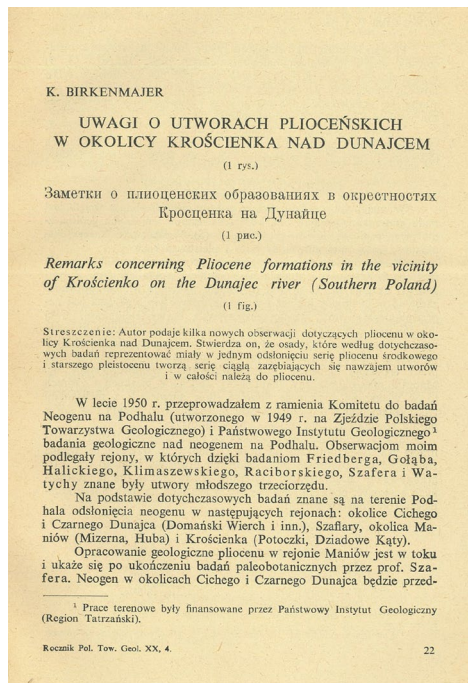 K. BIRKENMAJER
UWAGI O UTWORACH PLIOCEŃSKICH
W OKOLICY KROŚCIENKA NAD DUNAJCEM
(1 rys.)
Заметки о плиоценских образованиях в окрестностях
Кросценка на Дунайце
(1 рис.)
Remarks concerning Pliocene formations in the vicinity
of Krościenko on the Dunajec river (Southern Poland)
(1 fig.)
Streszczenie: Autor podaje kilka nowych obserwacji dotyczących pliocenu w oko-
licy Krościenka nad Dunajcem. Stwierdza on, że osady, które według dotychczaso-
wych badań reprezentować miały w jednym odsłonięciu serię pliocenu środkowego
i starszego pleistocenu tworzą serię ciągłą zazębiających się nawzajem utworów
i w całości należą do pliocenu.
W lecie 1950 r. przeprowadzałem z ramienia Komitetu do badań
Neogenu na Podhalu (utworzonego w 1949 r. na Zjeździe Polskiego
Towarzystwa Geologicznego) i Państwowego Instytutu Geologicznego¹
badania geologiczne nad neogenem na Podhalu. Obserwacjom moim
podlegały rejony, w których dzięki badaniom Friedberga, Gołąba,
Halickiego, Klimaszewskiego, Raciborskiego, Szafera i Wa-
tychy znane były utwory młodszego trzeciorzędu.
Na podstawie dotychczasowych badań znane są na terenie Pod-
hala odsłonięcia neogenu w następujących rejonach: okolice Cichego
i Czarnego Dunajca (Domański Wierch i inn.), Szaflary, okolica Ma-
niów (Mizerna, Huba) i Krościenka (Potoczki, Dziadowe Kąty).
Opracowanie geologiczne pliocenu w rejonie Maniów jest w toku
i ukaże się po ukończeniu badań paleobotanicznych przez prof. Sza-
fera. Neogen w okolicach Cichego i Czarnego Dunajca będzie przed-
¹ Prace terenowe były finansowane przez Państwowy Instytut Geologiczny
(Region Tatrzański).
Rocznik Pol. Tow. Geol. XX, 4. 22